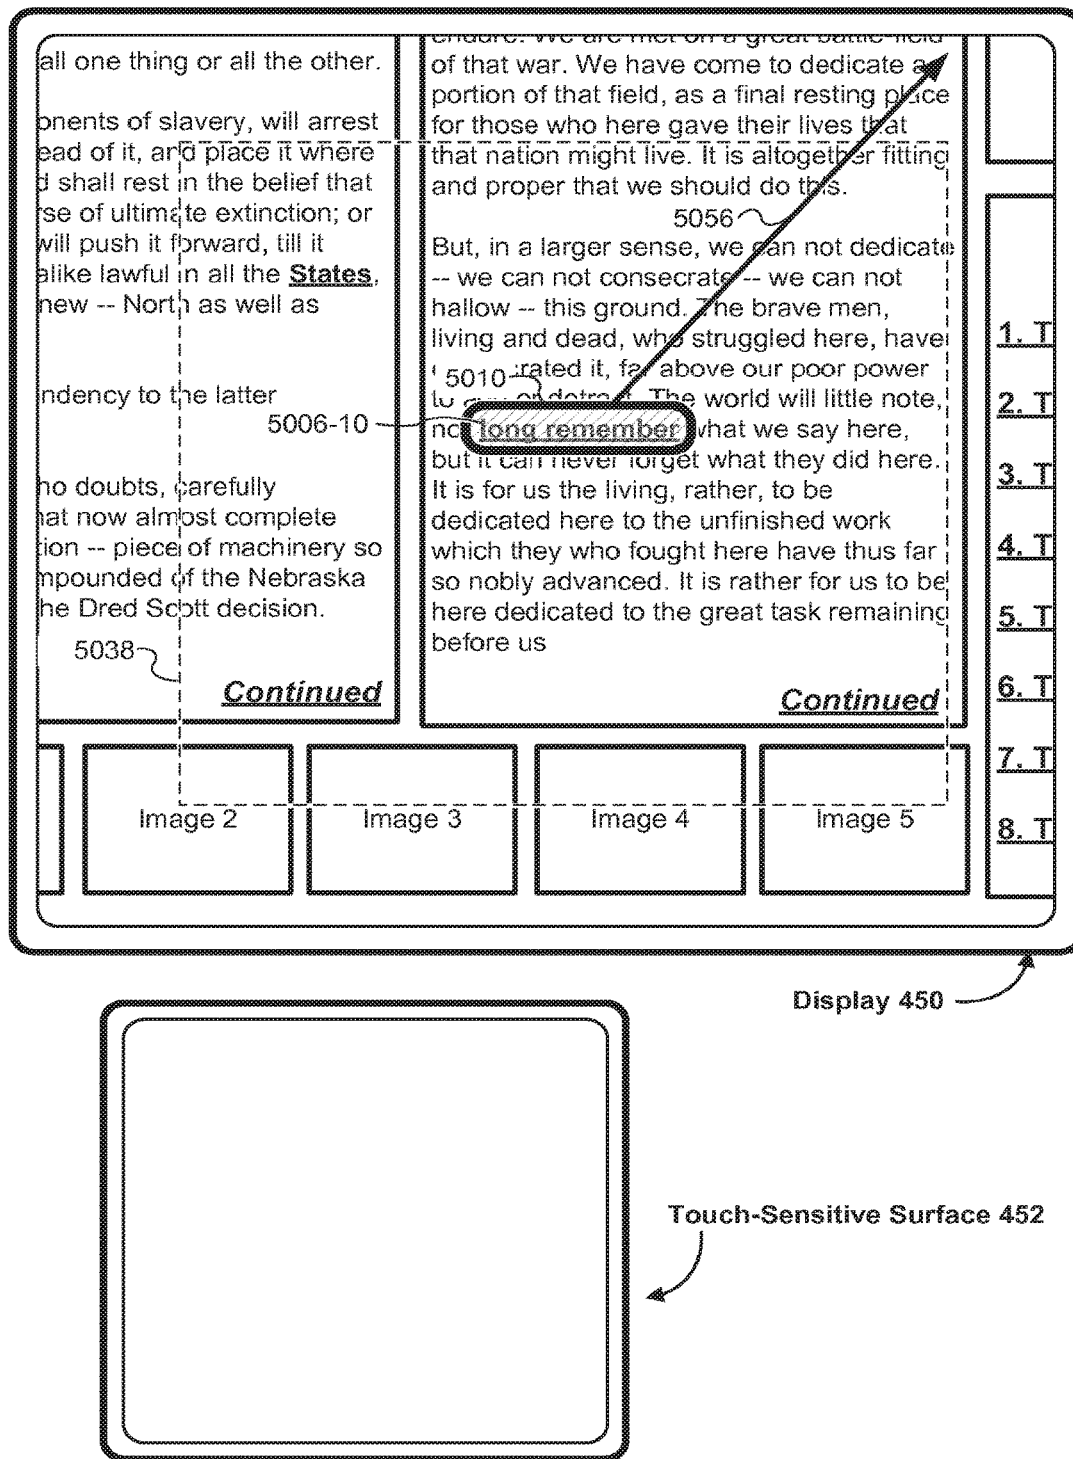 all one thing or all the other.
onents of slavery, will arrest
ead of it, and place it where
d shall rest in the belief that
rse of ultimate extinction; or
will push it forward, till it
alike lawful in all the States,
new -- North as well as
ndency to the latter
no doubts, carefully
hat now almost complete
tion -- piece of machinery so
mpounded of the Nebraska
he Dred Scott decision.
5038
Continued
endure. We are met on a great battle-field
of that war. We have come to dedicate a
portion of that field, as a final resting place
for those who here gave their lives that
that nation might live. It is altogether fitting
and proper that we should do this.
5056
But, in a larger sense, we can not dedicate
-- we can not consecrate -- we can not
hallow -- this ground. The brave men,
living and dead, who struggled here, have
5010
rated it, far above our poor power
or detract. The world will little note,
5006-10
long remember what we say here,
but it can never forget what they did here.
It is for us the living, rather, to be
dedicated here to the unfinished work
which they who fought here have thus far
so nobly advanced. It is rather for us to be
here dedicated to the great task remaining
before us
Continued
1. T
2. T
3. T
4. T
5. T
6. T
7. T
8. T
Image 2
Image 3
Image 4
Image 5
Display 450
Touch-Sensitive Surface 452